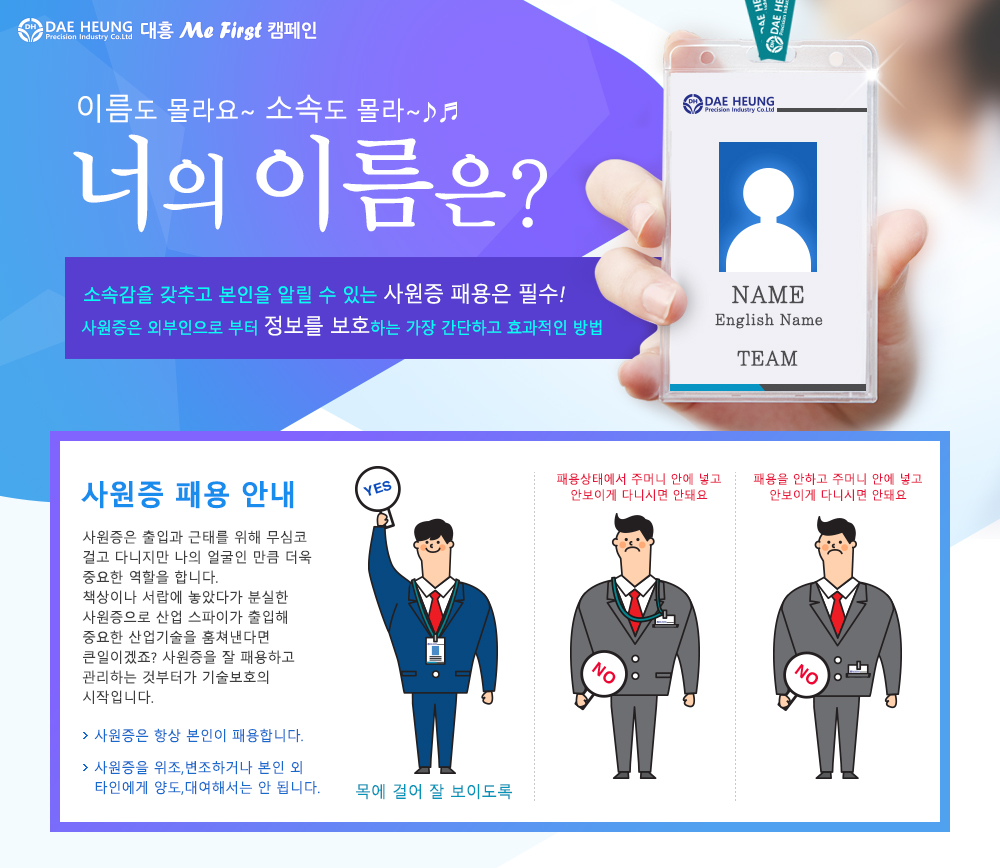 DH DAE HEUNG
Precision Industry Co.Ltd
대흥 Me First 캠페인
이름도 몰라요~ 소속도 몰라~♪♬
너의 이름은?
소속감을 갖추고 본인을 알릴 수 있는 사원증 패용은 필수!
사원증은 외부인으로 부터 정보를 보호하는 가장 간단하고 효과적인 방법
DAE HEUNG
DH DAE HEUNG
Precision Industry Co.Ltd
NAME
English Name
TEAM
사원증 패용 안내
사원증은 출입과 근태를 위해 무심코
걸고 다니지만 나의 얼굴인 만큼 더욱
중요한 역할을 합니다.
책상이나 서랍에 놓았다가 분실한
사원증으로 산업 스파이가 출입해
중요한 산업기술을 훔쳐낸다면
큰일이겠죠? 사원증을 잘 패용하고
관리하는 것부터가 기술보호의
시작입니다.
> 사원증은 항상 본인이 패용합니다.
> 사원증을 위조,변조하거나 본인 외
타인에게 양도,대여해서는 안 됩니다.
YES
목에 걸어 잘 보이도록
패용상태에서 주머니 안에 넣고
안보이게 다니시면 안돼요
NO
패용을 안하고 주머니 안에 넣고
안보이게 다니시면 안돼요
NO